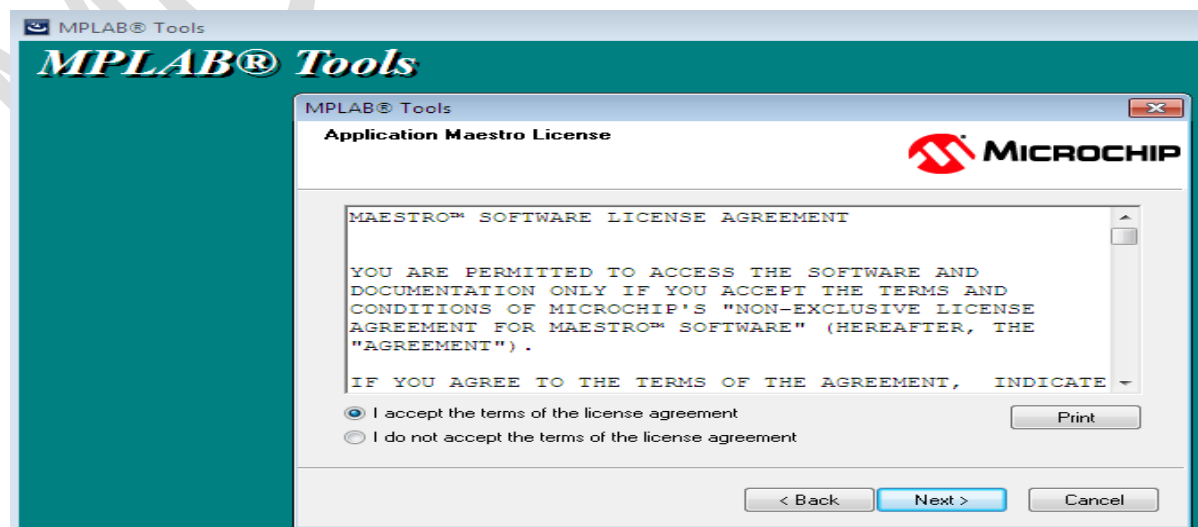 MPLAB® Tools
MPLAB® Tools
MPLAB® Tools
Application Maestro License
MICROCHIP
MAESTRO™ SOFTWARE LICENSE AGREEMENT
YOU ARE PERMITTED TO ACCESS THE SOFTWARE AND
DOCUMENTATION ONLY IF YOU ACCEPT THE TERMS AND
CONDITIONS OF MICROCHIP'S "NON-EXCLUSIVE LICENSE
AGREEMENT FOR MAESTRO™ SOFTWARE" (HEREAFTER, THE
"AGREEMENT").
IF YOU AGREE TO THE TERMS OF THE AGREEMENT, INDICATE
I accept the terms of the license agreement
Print
I do not accept the terms of the license agreement
< Back Next > Cancel